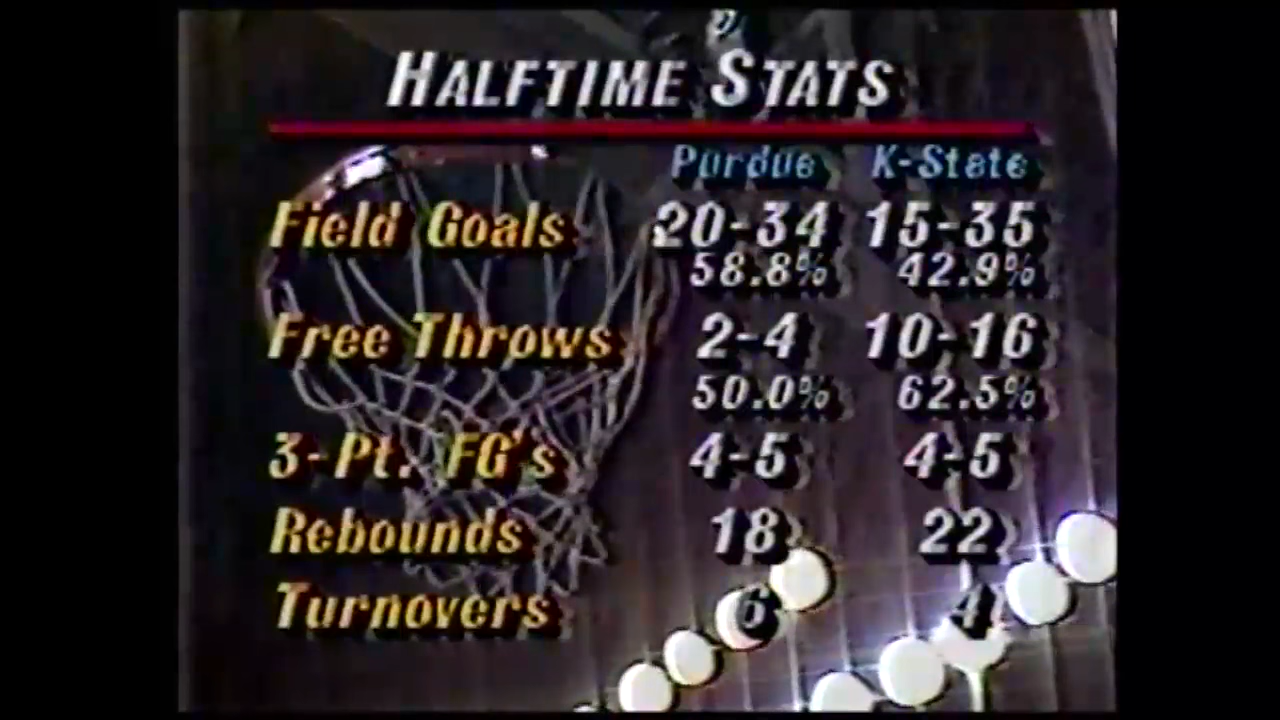 HALFTIME STATS
Purdue K-State
Field Goals 20-34 15-35
58.8% 42.9%
Free Throws 2-4 10-16
50.0% 62.5%
3-Pt. FG's 4-5 4-5
Rebounds 18 22
Turnovers 6 4